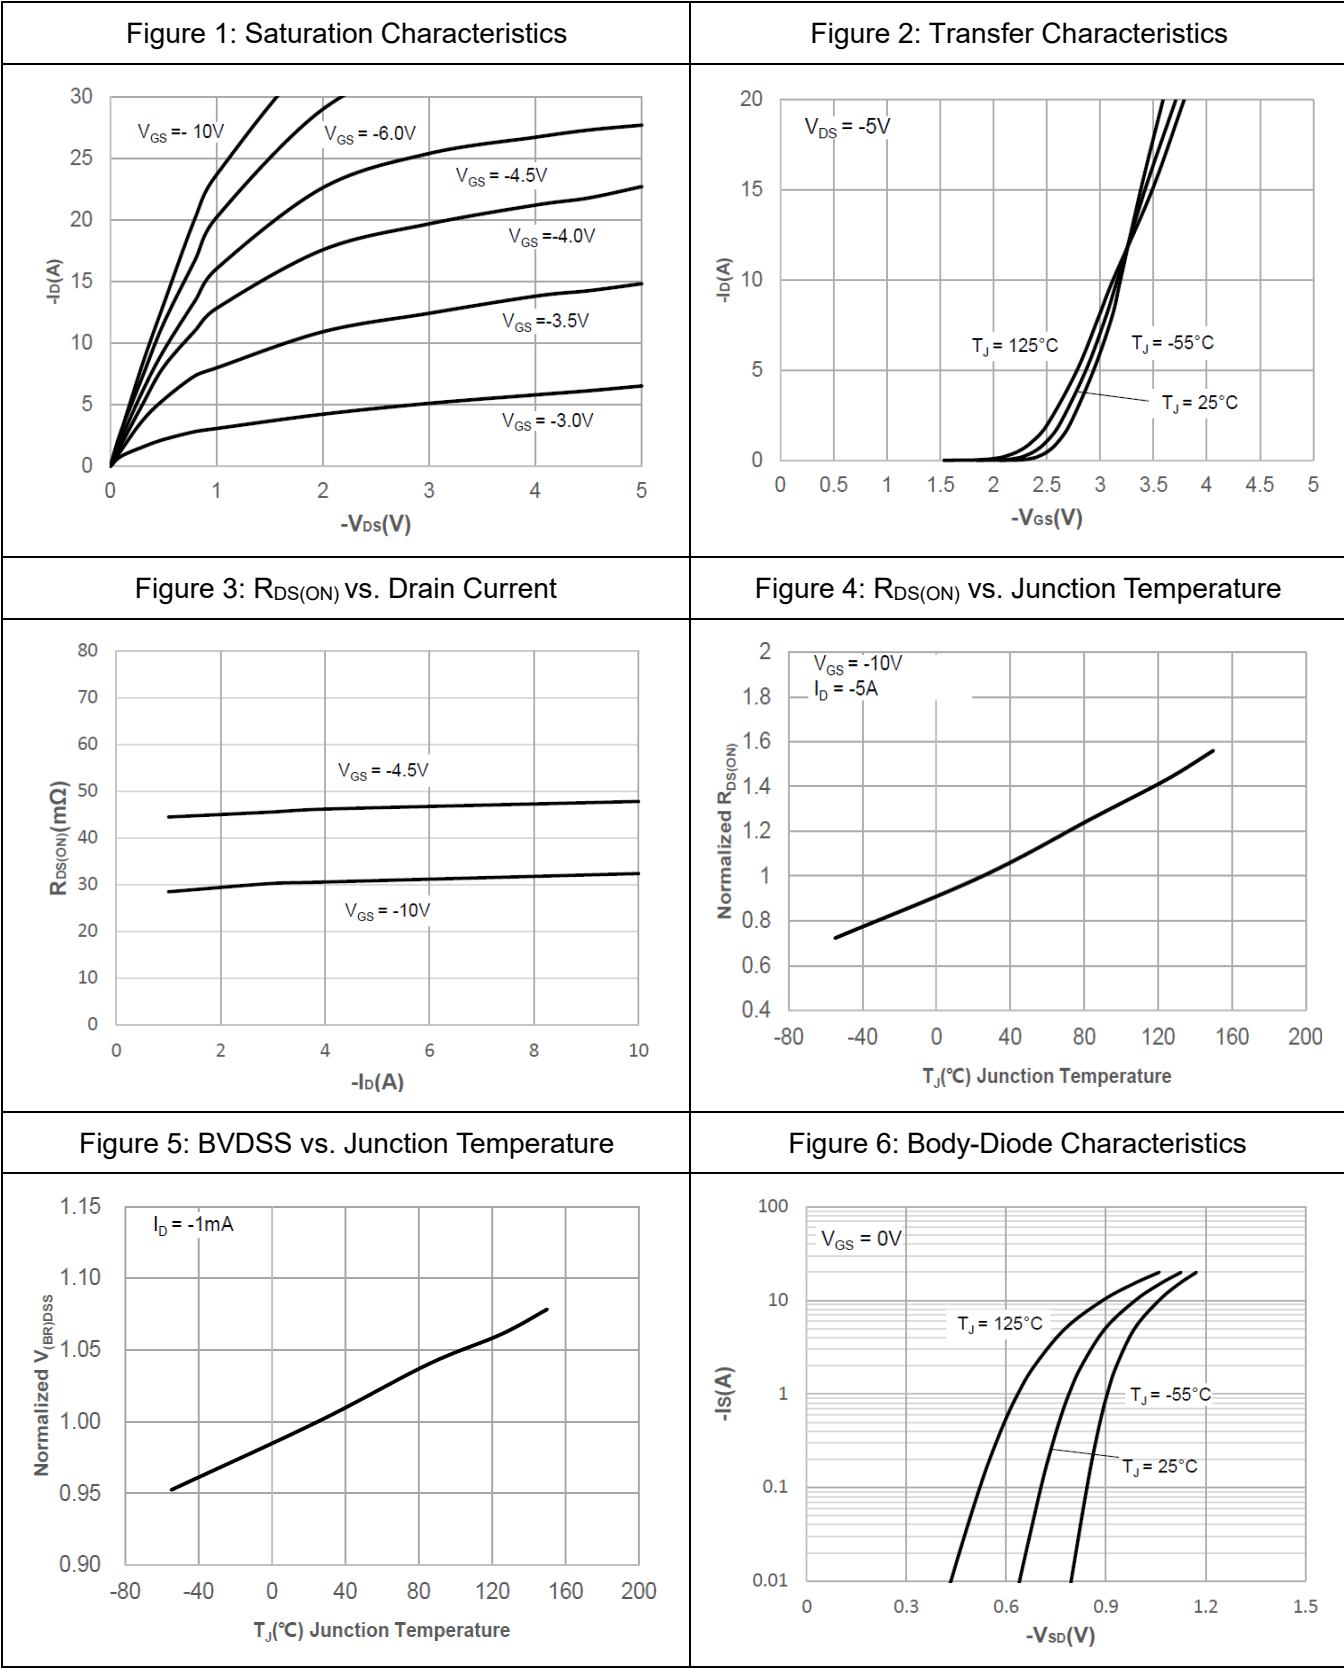 Figure 1: Saturation Characteristics
Figure 2: Transfer Characteristics
30
25
20
15
10
5
0
-ID(A)
VGS =- 10V
VGS = -6.0V
VGS = -4.5V
VGS =-4.0V
VGS =-3.5V
VGS = -3.0V
0 1 2 3 4 5
-VDS(V)
20
15
10
5
0
-ID(A)
VDS = -5V
TJ = 125°C
TJ = -55°C
TJ = 25°C
0 0.5 1 1.5 2 2.5 3 3.5 4 4.5 5
-VGS(V)
Figure 3: RDS(ON) vs. Drain Current
Figure 4: RDS(ON) vs. Junction Temperature
80
70
60
50
40
30
20
10
0
RDS(ON)(mΩ)
VGS = -4.5V
VGS = -10V
0 2 4 6 8 10
-ID(A)
2
1.8
1.6
1.4
1.2
1
0.8
0.6
0.4
Normalized RDS(ON)
VGS = -10V
ID = -5A
-80 -40 0 40 80 120 160 200
TJ(℃) Junction Temperature
Figure 5: BVDSS vs. Junction Temperature
Figure 6: Body-Diode Characteristics
1.15
1.10
1.05
1.00
0.95
0.90
Normalized V(BR)DSS
ID = -1mA
-80 -40 0 40 80 120 160 200
TJ(℃) Junction Temperature
100
10
1
0.1
0.01
-IS(A)
VGS = 0V
TJ = 125°C
TJ = -55°C
TJ = 25°C
0 0.3 0.6 0.9 1.2 1.5
-VSD(V)